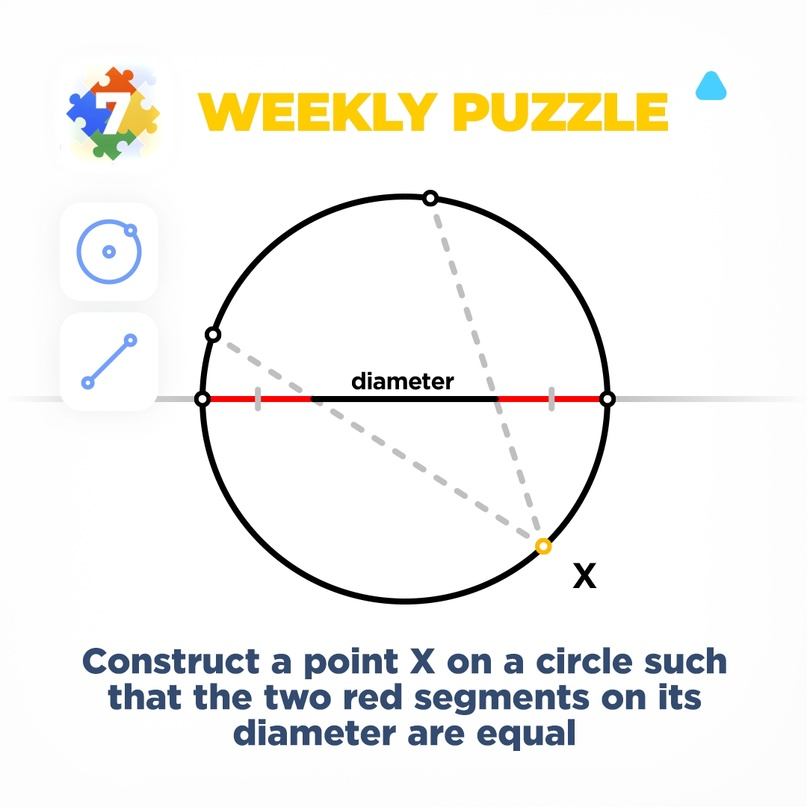 7
WEEKLY PUZZLE
diameter
X
Construct a point X on a circle such
that the two red segments on its
diameter are equal